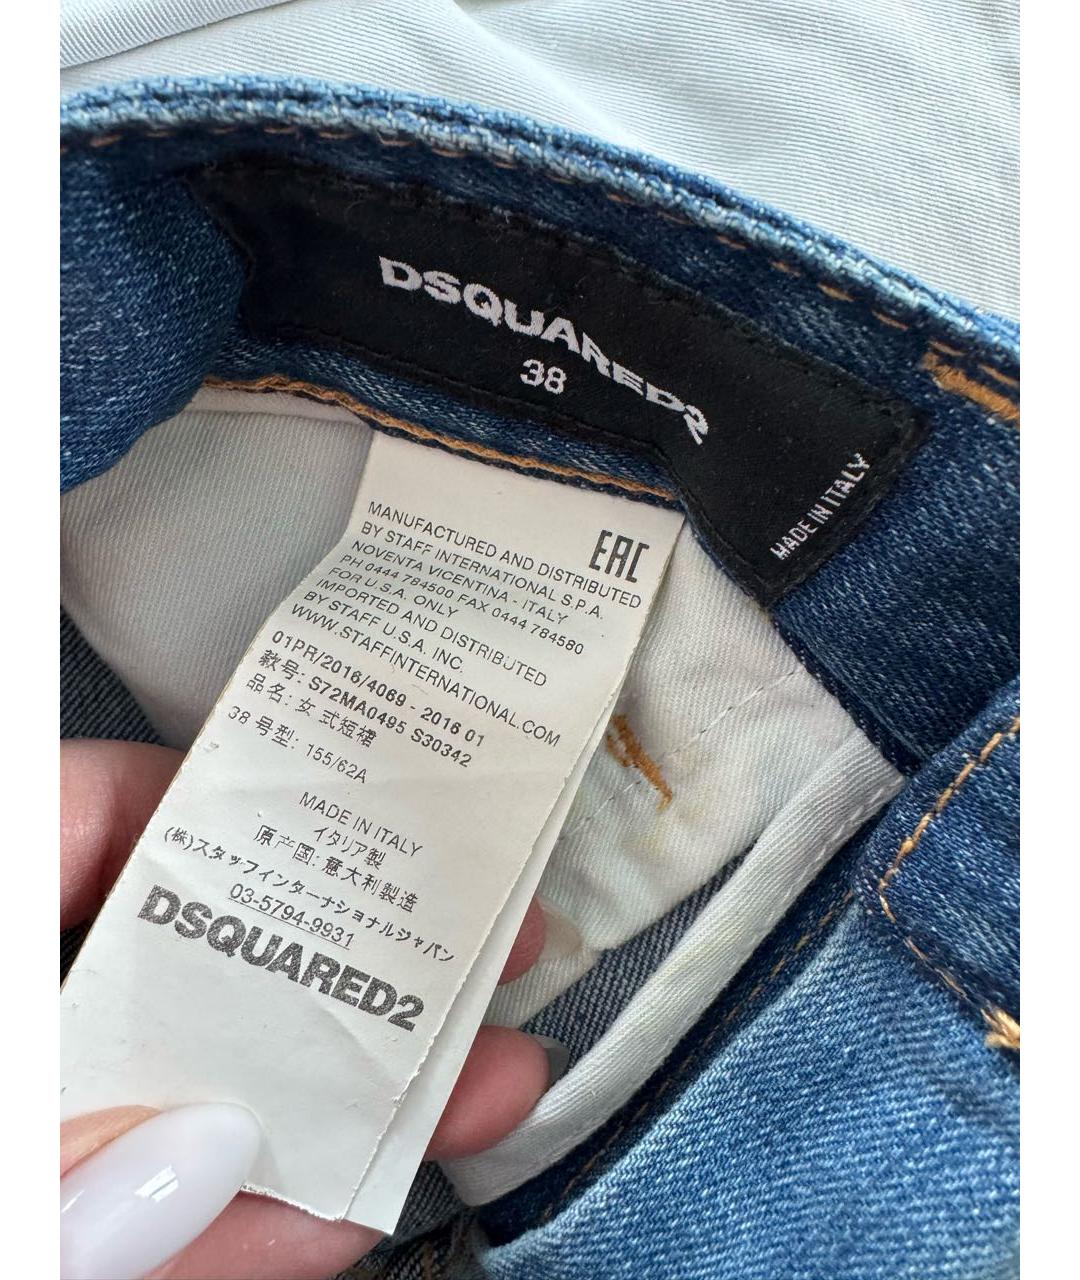 DSQUARED2
38
MADE IN ITALY
EAC
MANUFACTURED AND DISTRIBUTED
BY STAFF INTERNATIONAL S.P.A.
NOVENTA VICENTINA - ITALY
PH 0444 784500 FAX 0444 784580
FOR U.S.A. ONLY
IMPORTED AND DISTRIBUTED
BY STAFF U.S.A. INC.
WWW.STAFFINTERNATIONAL.COM
01PR/2016/4069 - 2016 01
款号: S72MA0495 S30342
品名: 女 式短裙
38 号型: 155/62A
MADE IN ITALY
イタリア製
原产国: 意大利製造
(株)スタッフインターナショナルジャパン
03-5794-9931
DSQUARED2